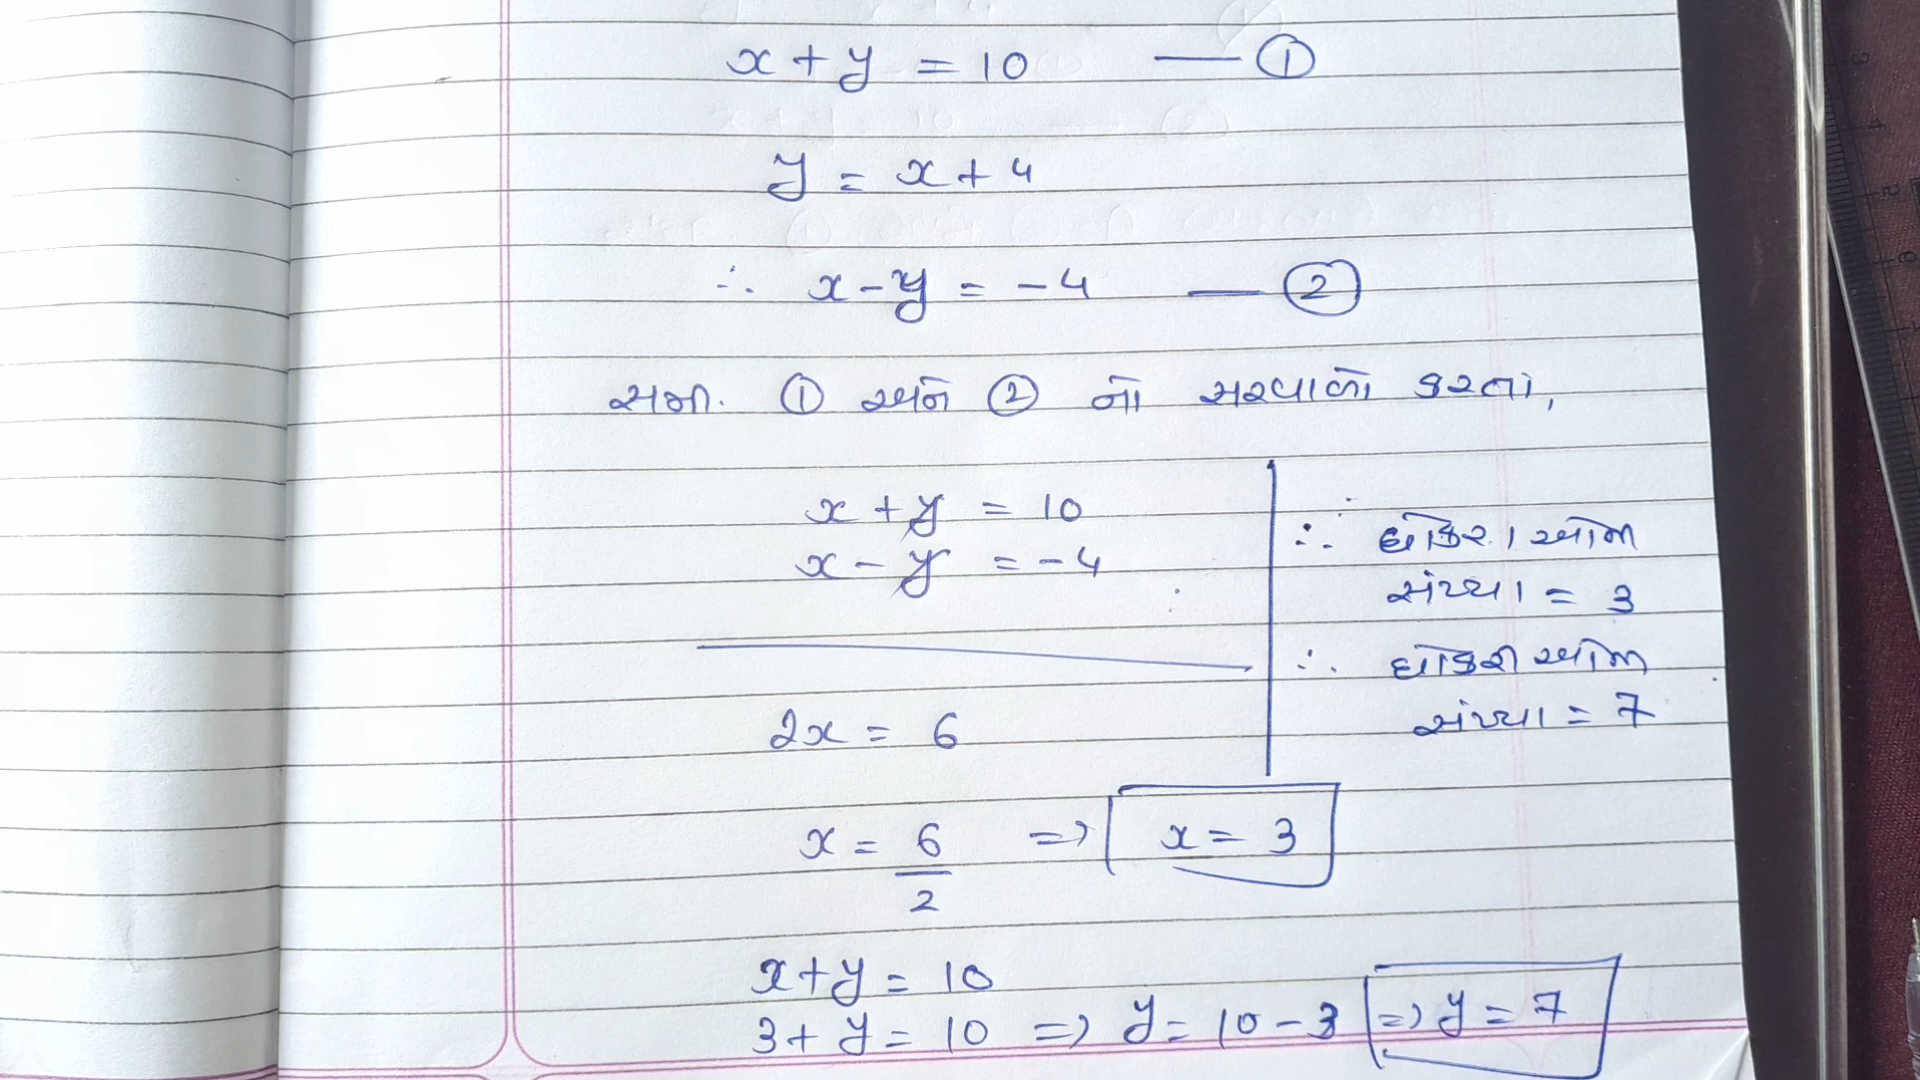 x + y = 10 — ①
y = x + 4
∴ x - y = -4 — ②
સમી. ① અને ② નો સરવાળો કરતાં,
x + y = 10
x - y = -4
2x = 6
x = 6/2 => x = 3
x + y = 10
3 + y = 10 => y = 10 - 3 => y = 7
∴ છોકરાઓની
સંખ્યા = 3
∴ છોકરીઓની
સંખ્યા = 7